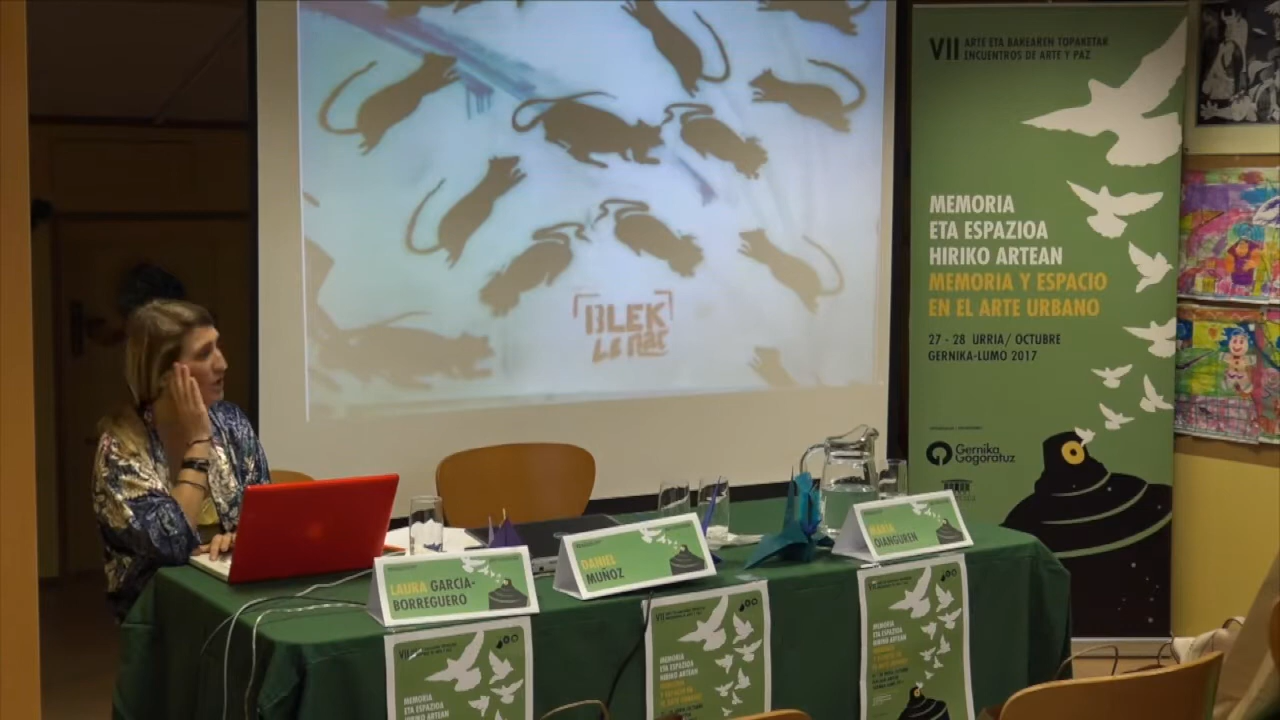 BLEK
Le Rat
VII ARTE ETA BAKEAREN TOPAKETAK
ENCUENTROS DE ARTE Y PAZ
MEMORIA
ETA ESPAZIOA
HIRIKO ARTEAN
MEMORIA Y ESPACIO
EN EL ARTE URBANO
27 - 28 URRIA/ OCTUBRE
GERNIKA-LUMO 2017
Gernika
Gogoratuz
LAURA GARCIA-
BORREGUERO
DANIEL
MUÑOZ
MARIA
OIANGUREN
VII
MEMORIA
ETA ESPAZIOA
MEMORIA
ETA ESPAZIOA
HIRIKO ARTEAN
MEMORIA
ETA ESPAZIOA
HIRIKO ARTEAN